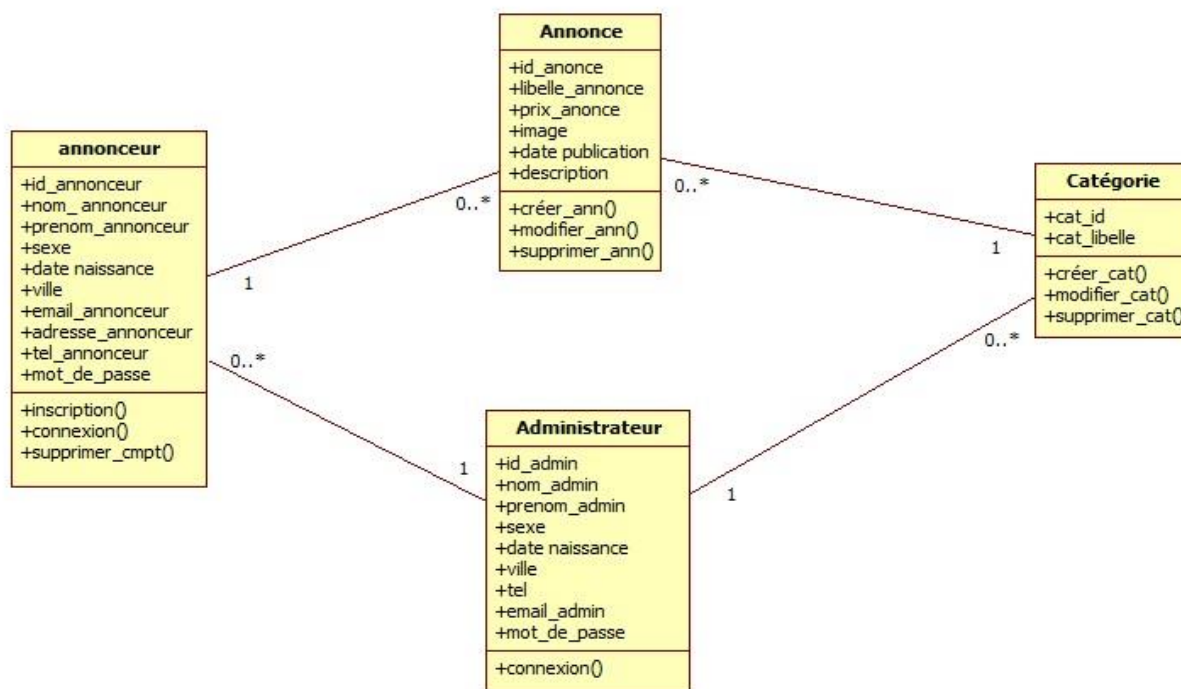 Annonce
+id_anonce
+libelle_annonce
+prix_anonce
+image
+date publication
+description
+créer_ann()
+modifier_ann()
+supprimer_ann()
annonceur
+id_annonceur
+nom_ annonceur
+prenom_annonceur
+sexe
+date naissance
+ville
+email_annonceur
+adresse_annonceur
+tel_annonceur
+mot_de_passe
+inscription()
+connexion()
+supprimer_cmpt()
Catégorie
+cat_id
+cat_libelle
+créer_cat()
+modifier_cat()
+supprimer_cat()
0..*
1
0..*
1
0..*
1
0..*
1
Administrateur
+id_admin
+nom_admin
+prenom_admin
+sexe
+date naissance
+ville
+tel
+email_admin
+mot_de_passe
+connexion()